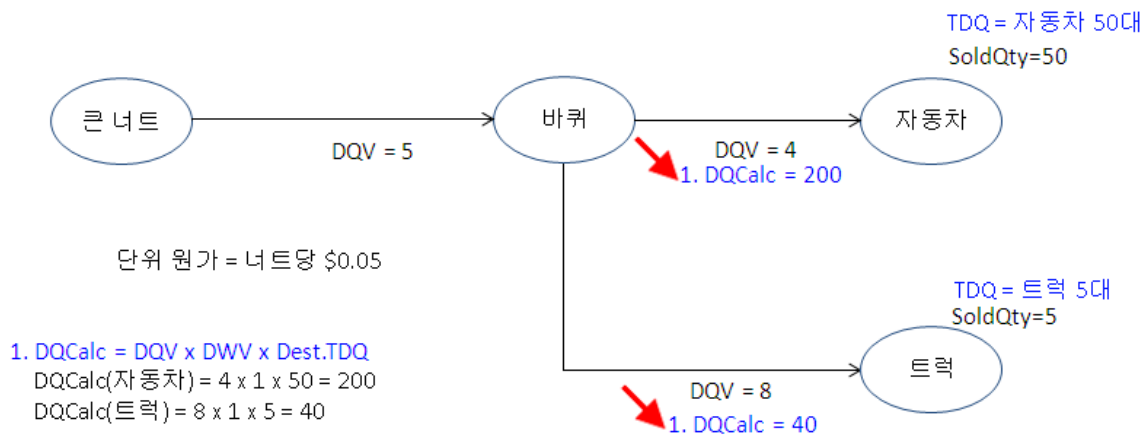 TDQ = 자동차 50대
SoldQty=50
큰 너트
바퀴
자동차
DQV = 5
DQV = 4
1. DQCalc = 200
단위 원가 = 너트당 $0.05
TDQ = 트럭 5대
SoldQty=5
1. DQCalc = DQV x DWV x Dest.TDQ
DQCalc(자동차) = 4 x 1 x 50 = 200
DQCalc(트럭) = 8 x 1 x 5 = 40
트럭
DQV = 8
1. DQCalc = 40